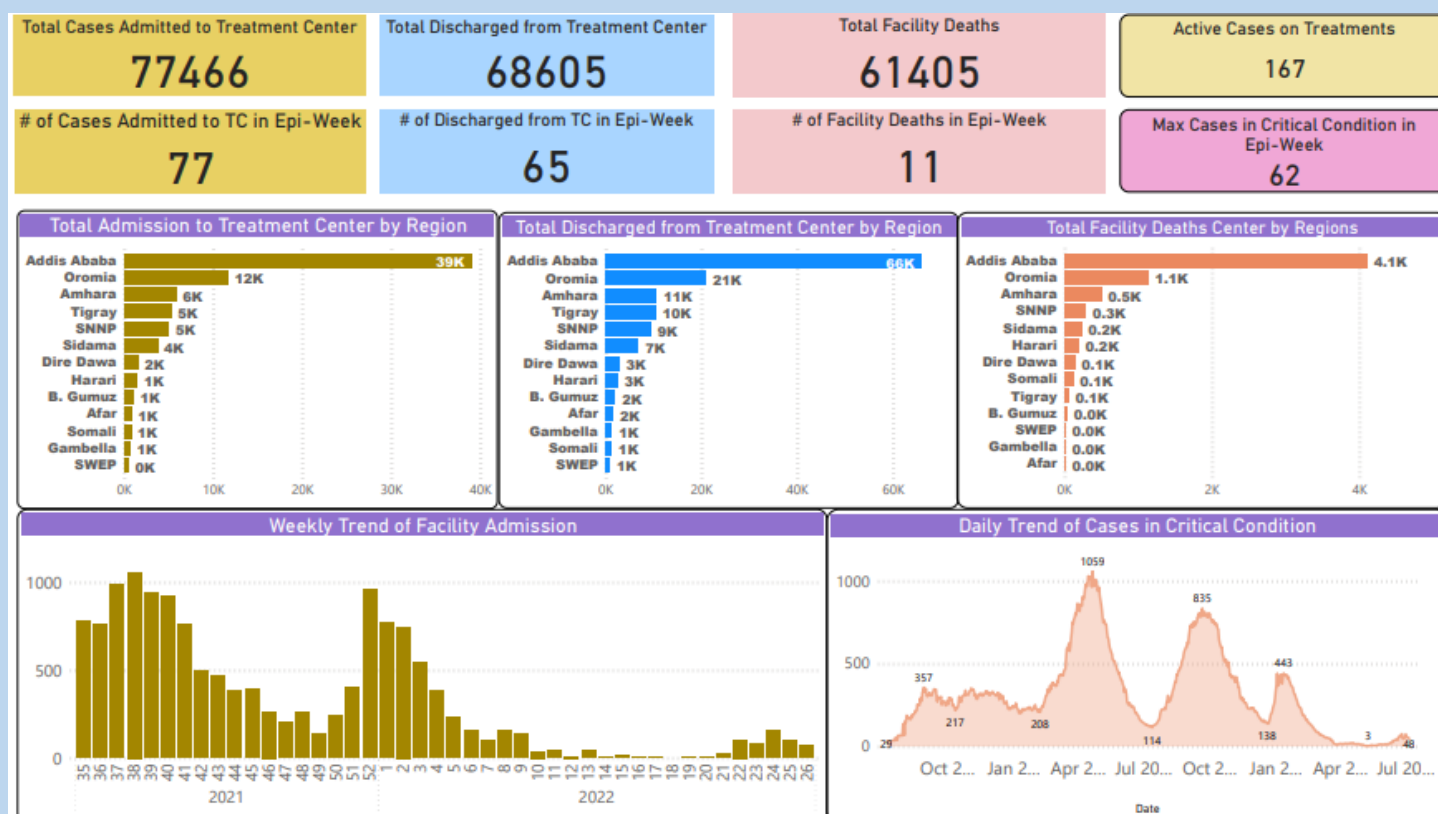 Total Cases Admitted to Treatment Center
77466
Total Discharged from Treatment Center
68605
Total Facility Deaths
61405
Active Cases on Treatments
167
# of Cases Admitted to TC in Epi-Week
77
# of Discharged from TC in Epi-Week
65
# of Facility Deaths in Epi-Week
11
Max Cases in Critical Condition in
Epi-Week
62
Total Admission to Treatment Center by Region
Addis Ababa 39K
Oromia 12K
Amhara 6K
Tigray 5K
SNNP 5K
Sidama 4K
Dire Dawa 2K
Harari 1K
B. Gumuz 1K
Afar 1K
Somali 1K
Gambella 1K
SWEP 0K
0K 10K 20K 30K 40K
Total Discharged from Treatment Center by Region
Addis Ababa 66K
Oromia 21K
Amhara 11K
Tigray 10K
SNNP 9K
Sidama 7K
Dire Dawa 3K
Harari 3K
B. Gumuz 2K
Afar 2K
Gambella 1K
Somali 1K
SWEP 1K
0K 20K 40K 60K
Total Facility Deaths Center by Regions
Addis Ababa 4.1K
Oromia 1.1K
Amhara 0.5K
SNNP 0.3K
Sidama 0.2K
Harari 0.2K
Dire Dawa 0.1K
Somali 0.1K
Tigray 0.1K
B. Gumuz 0.0K
SWEP 0.0K
Gambella 0.0K
Afar 0.0K
0K 2K 4K
Weekly Trend of Facility Admission
1000
500
0
35 36 37 38 39 40 41 42 43 44 45 46 47 48 49 50 51 52 1 2 3 4 5 6 7 8 9 10 11 12 13 14 15 16 17 18 19 20 21 22 23 24 25 26
2021 2022
Daily Trend of Cases in Critical Condition
1059
1000
835
500
443
357
217
208
114
138
3
48
0 29
Oct 2... Jan 2... Apr 2... Jul 20... Oct 2... Jan 2... Apr 2... Jul 20...
Date